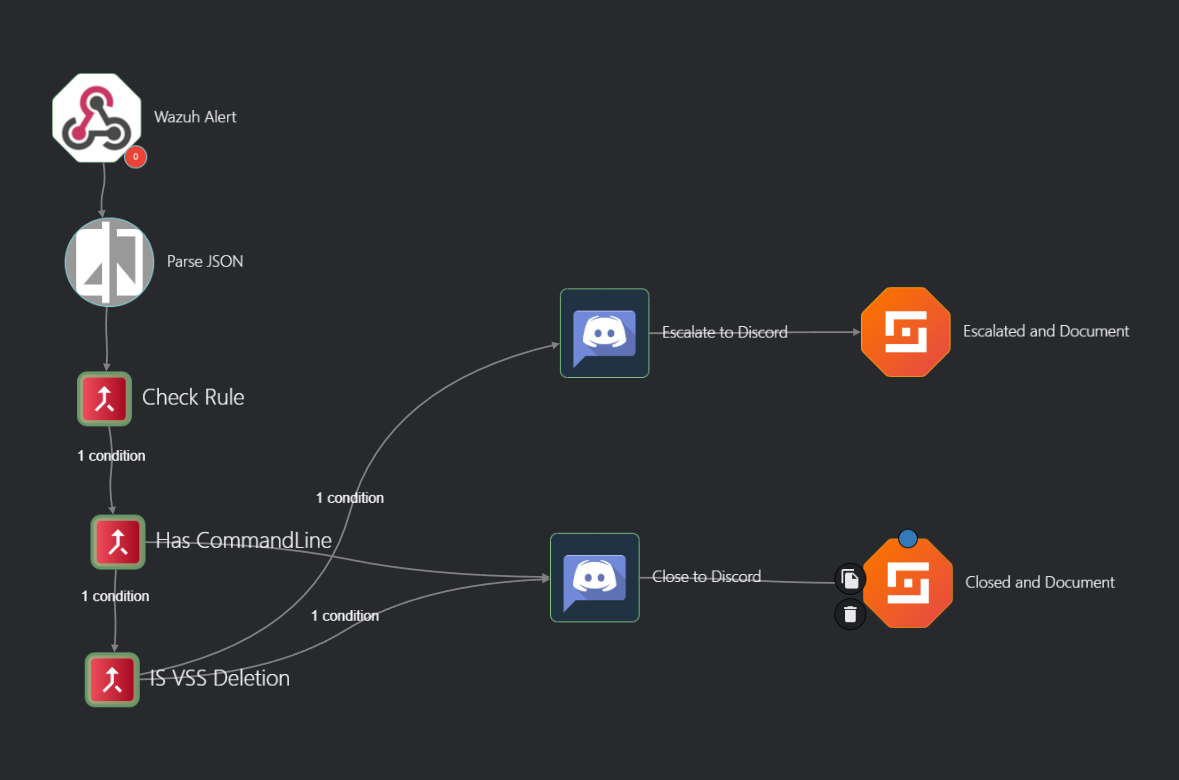 Wazuh Alert
0
Parse JSON
Escalate to Discord
Escalated and Document
Check Rule
1 condition
1 condition
Has CommandLine
Close to Discord
Closed and Document
1 condition
1 condition
IS VSS Deletion